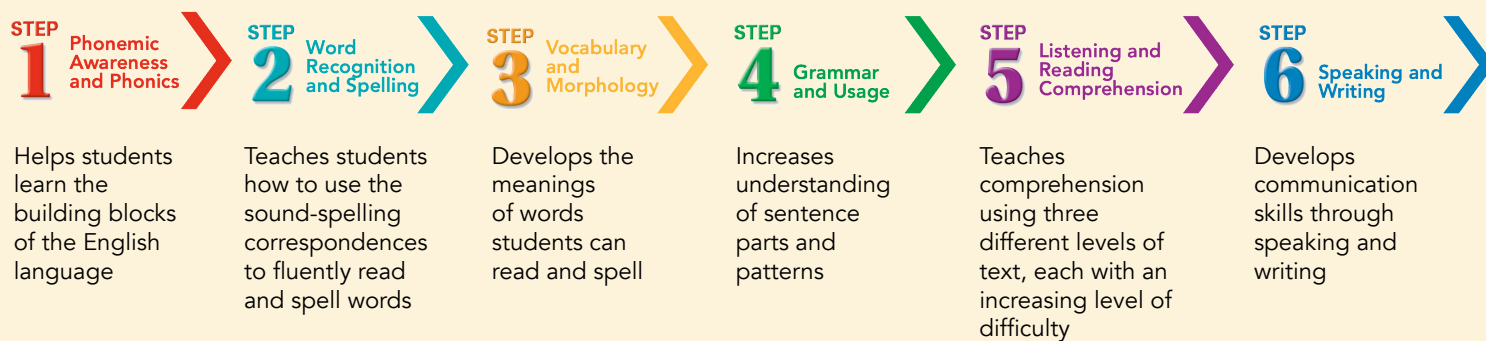 STEP
1
Phonemic
Awareness
and Phonics
Helps students
learn the
building blocks
of the English
language
STEP
2
Word
Recognition
and Spelling
Teaches students
how to use the
sound-spelling
correspondences
to fluently read
and spell words
STEP
3
Vocabulary
and
Morphology
Develops the
meanings
of words
students can
read and spell
STEP
4
Grammar
and Usage
Increases
understanding
of sentence
parts and
patterns
STEP
5
Listening and
Reading
Comprehension
Teaches
comprehension
using three
different levels of
text, each with an
increasing level of
difficulty
STEP
6
Speaking and
Writing
Develops
communication
skills through
speaking and
writing